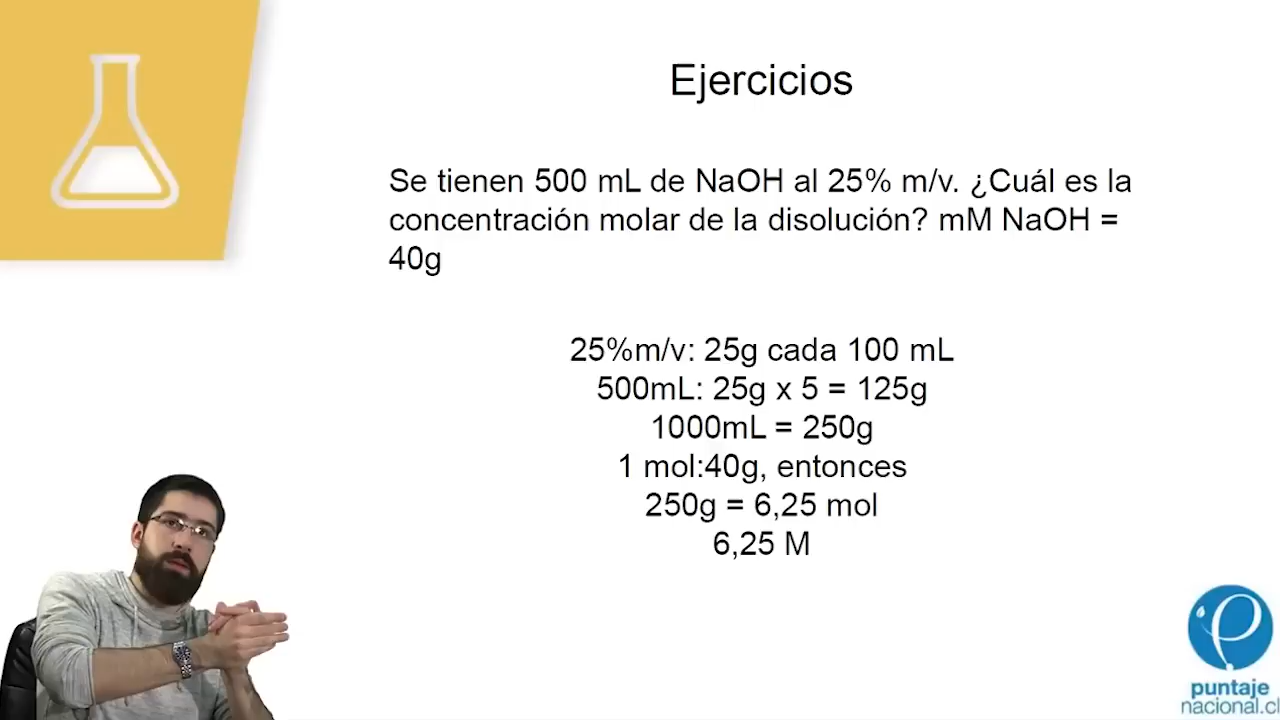 Ejercicios
Se tienen 500 mL de NaOH al 25% m/v. ¿Cuál es la
concentración molar de la disolución? mM NaOH =
40g
25%m/v: 25g cada 100 mL
500mL: 25g x 5 = 125g
1000mL = 250g
1 mol:40g, entonces
250g = 6,25 mol
6,25 M
puntaje
nacional.cl